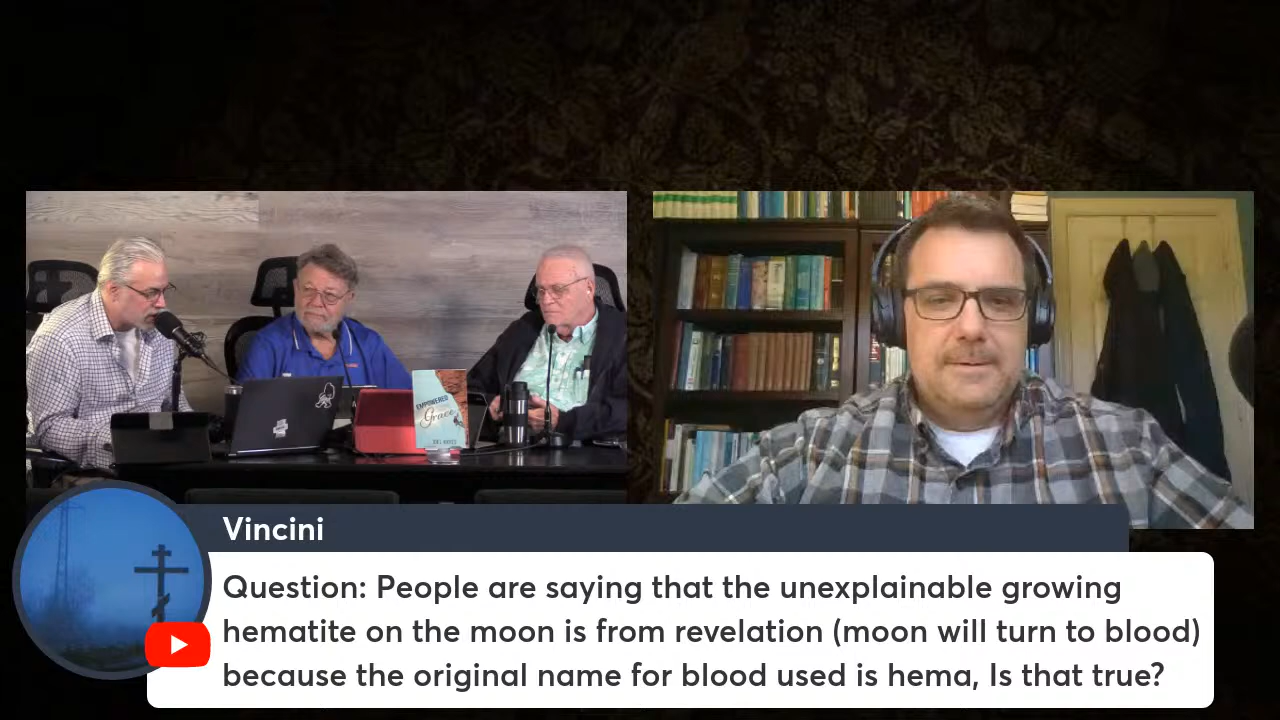 EMPOWERED
Grace
Vincini
Question: People are saying that the unexplainable growing
hematite on the moon is from revelation (moon will turn to blood)
because the original name for blood used is hema, Is that true?